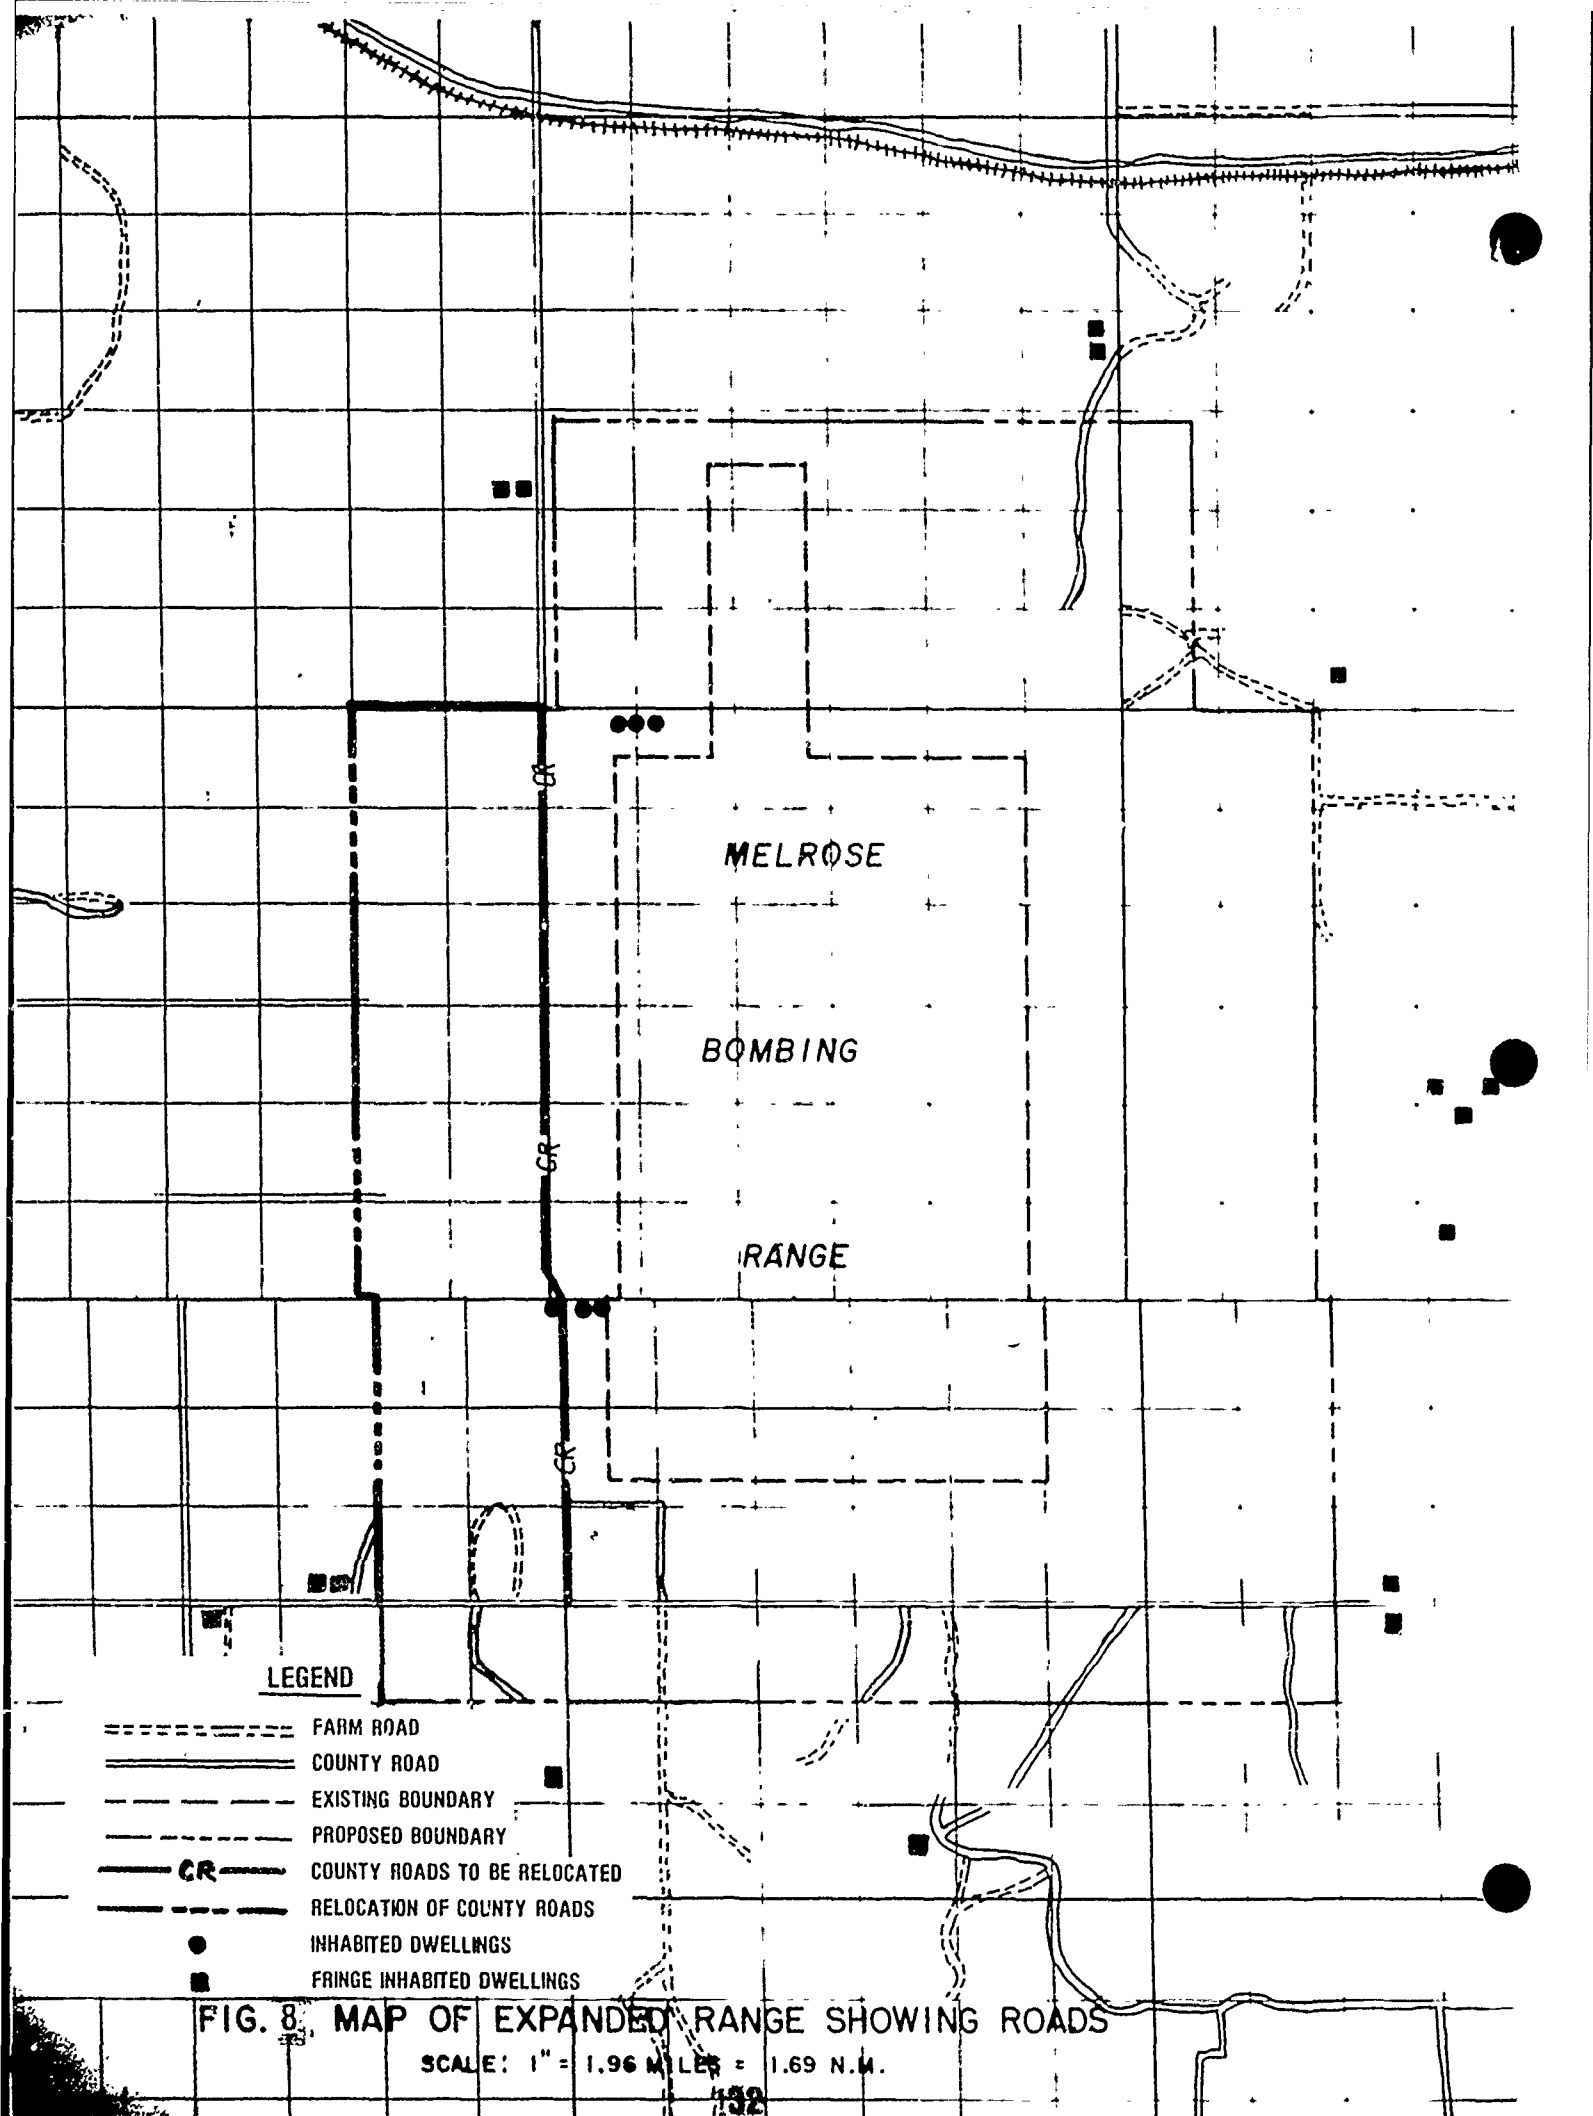 CR
MELROSE
BOMBING
CR
RANGE
CR
LEGEND
FARM ROAD
COUNTY ROAD
EXISTING BOUNDARY
PROPOSED BOUNDARY
CR COUNTY ROADS TO BE RELOCATED
RELOCATION OF COUNTY ROADS
INHABITED DWELLINGS
FRINGE INHABITED DWELLINGS
FIG. 8. MAP OF EXPANDED RANGE SHOWING ROADS
SCALE: 1" = 1.96 MILES = 1.69 N.M.
132